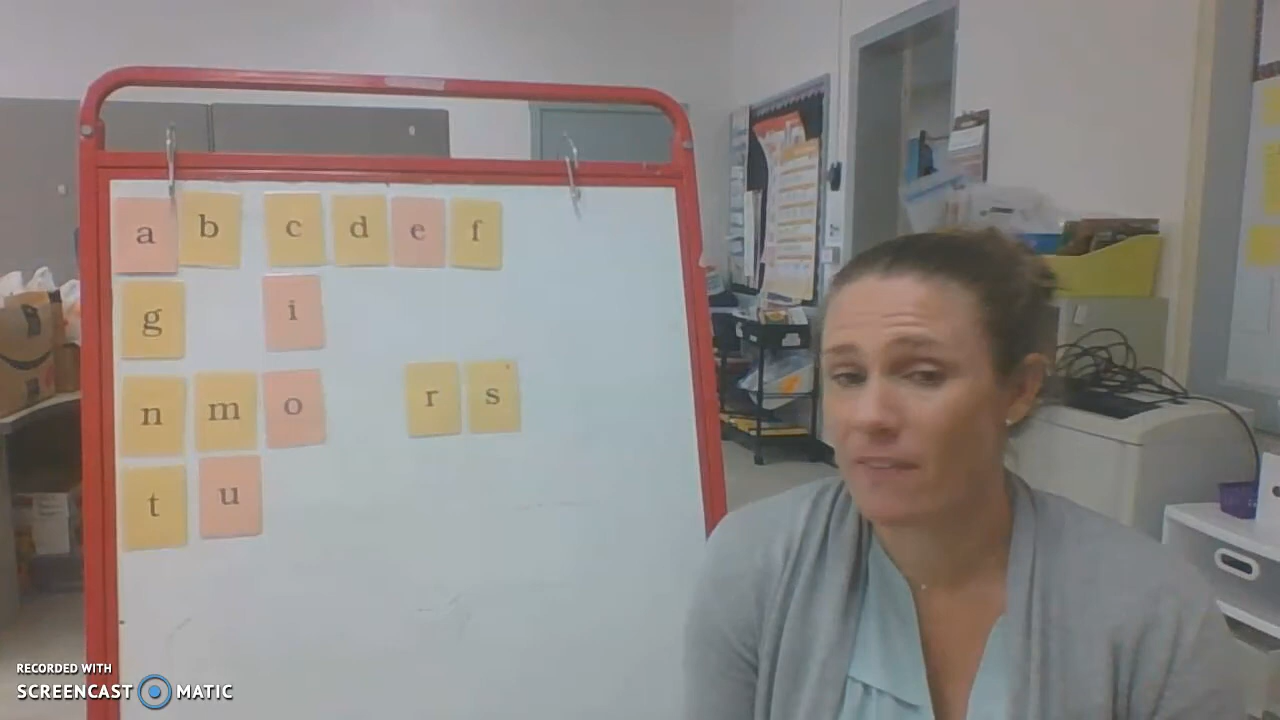 a b c d e f
g i
n m o r s
t u
RECORDED WITH
SCREENCAST MATIC